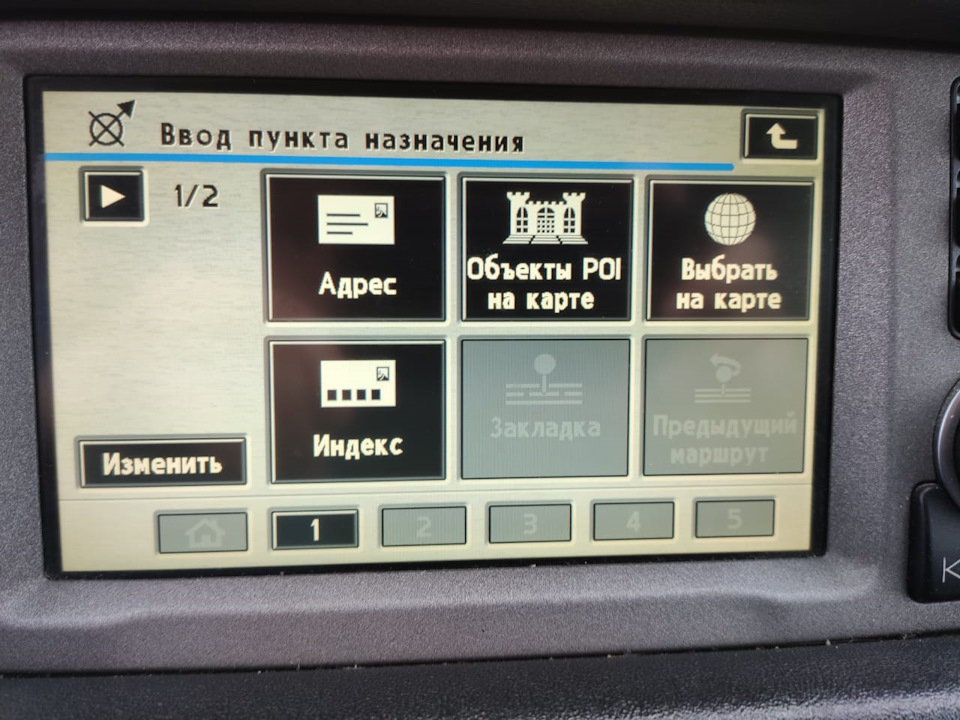 Ввод пункта назначения
1/2
Адрес
Объекты POI
на карте
Выбрать
на карте
Индекс
Закладка
Предыдущий
маршрут
Изменить
1
2
3
4
5
K